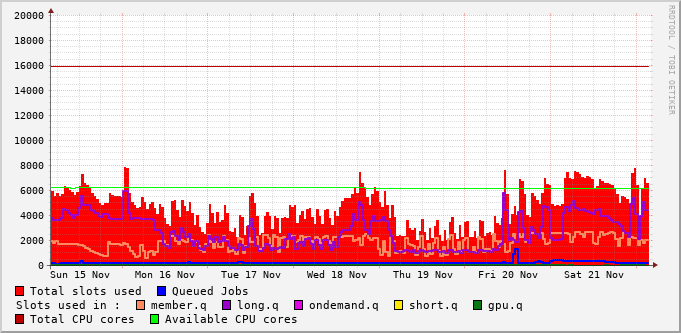 RRDTOOL / TOBI OETIKER
20000
18000
16000
14000
12000
10000
8000
6000
4000
2000
0
Sun 15 Nov Mon 16 Nov Tue 17 Nov Wed 18 Nov Thu 19 Nov Fri 20 Nov Sat 21 Nov
Total slots used Queued Jobs
Slots used in : member.q long.q ondemand.q short.q gpu.q
Total CPU cores Available CPU cores